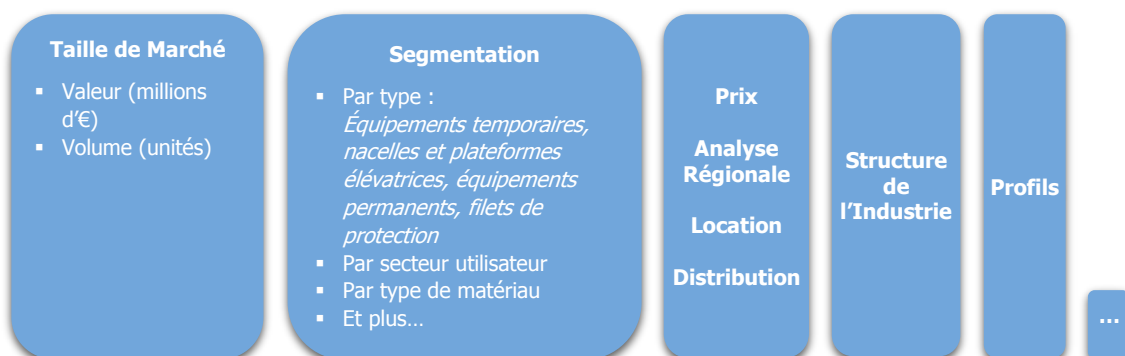 Taille de Marché
▪ Valeur (millions
d'€)
▪ Volume (unités)
Segmentation
▪ Par type :
Équipements temporaires,
nacelles et plateformes
élévatrices, équipements
permanents, filets de
protection
▪ Par secteur utilisateur
▪ Par type de matériau
▪ Et plus…
Prix
Analyse
Régionale
Location
Distribution
Structure
de
l'Industrie
Profils
…